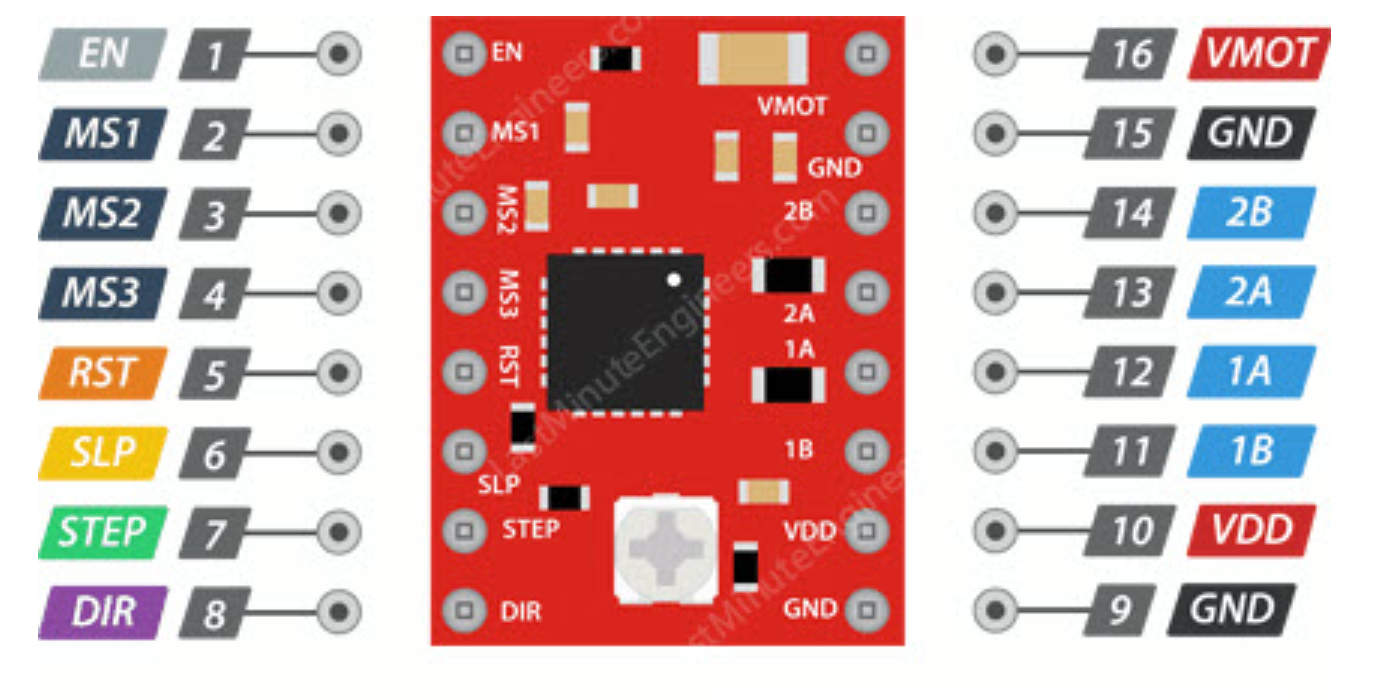 EN 1
MS1 2
MS2 3
MS3 4
RST 5
SLP 6
STEP 7
DIR 8
EN
MS1
MS2
MS3
RST
SLP
STEP
DIR
VMOT
GND
2B
2A
1A
1B
VDD
GND
LastMinuteEngineers.com
16 VMOT
15 GND
14 2B
13 2A
12 1A
11 1B
10 VDD
9 GND